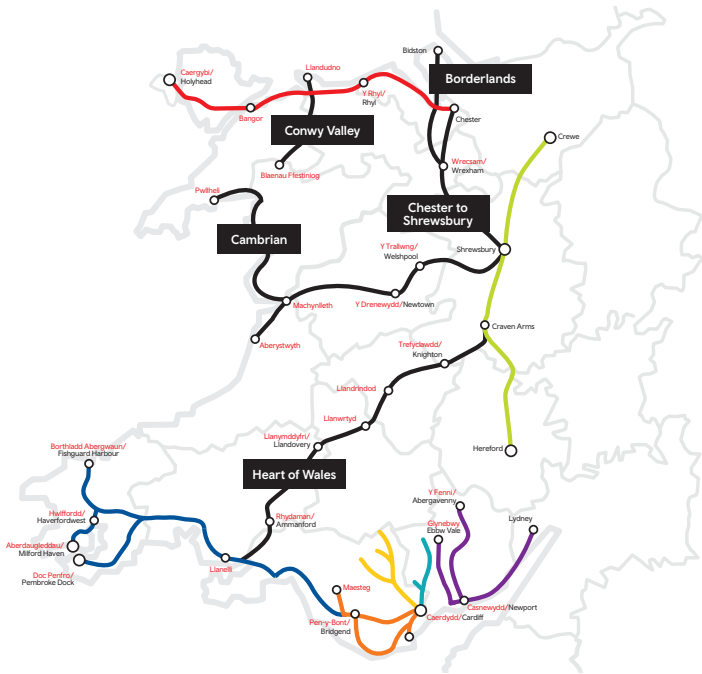 Bidston
Borderlands
Caergybi/
Holyhead
Llandudno
Y Rhyl/
Rhyl
Bangor
Chester
Conwy Valley
Crewe
Blaenau Ffestiniog
Wrecsam/
Wrexham
Pwllheli
Chester to
Shrewsbury
Cambrian
Y Trallwng/
Welshpool
Shrewsbury
Machynlleth
Y Drenewydd/Newtown
Craven Arms
Aberystwyth
Trefyclawdd/
Knighton
Llandrindod
Llanwrtyd
Llanymddyfri/
Llandovery
Hereford
Borthladd Abergwaun/
Fishguard Harbour
Heart of Wales
Y Fenni/
Abergavenny
Hwlffordd/
Haverfordwest
Rhydaman/
Ammanford
Glynebwy
Ebbw Vale
Lydney
Aberdaugleddau/
Milford Haven
Llanelli
Doc Penfro/
Pembroke Dock
Maesteg
Casnewydd/Newport
Caerdydd/Cardiff
Pen-y-Bont/
Bridgend